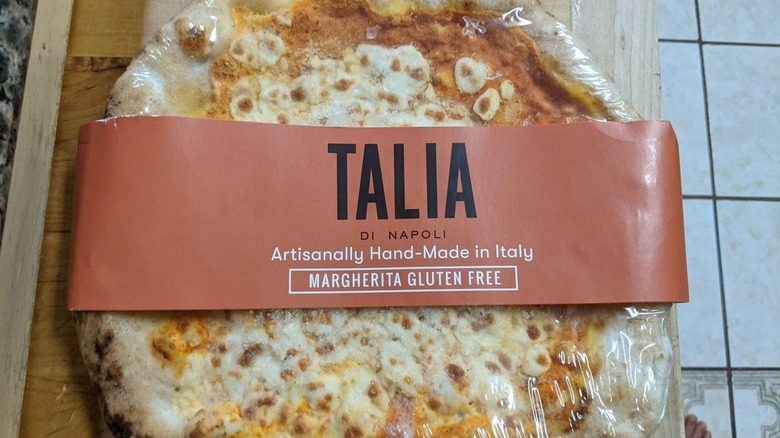 TALIA
DI NAPOLI
Artisanally Hand-Made in Italy
MARGHERITA GLUTEN FREE